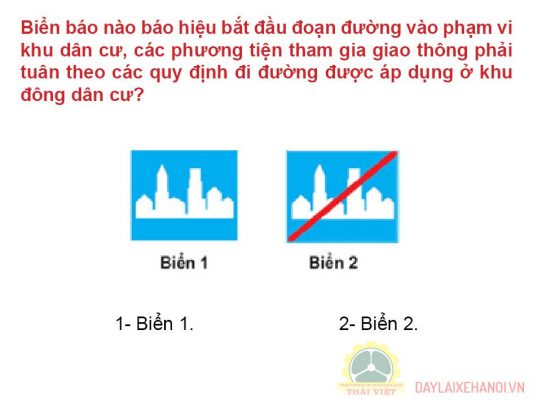 Biển báo nào báo hiệu bắt đầu đoạn đường vào phạm vi
khu dân cư, các phương tiện tham gia giao thông phải
tuân theo các quy định đi đường được áp dụng ở khu
đông dân cư?
Biển 1 Biển 2
1- Biển 1. 2- Biển 2.
THÁI VIỆT
DAYLAIXEHANOI.VN